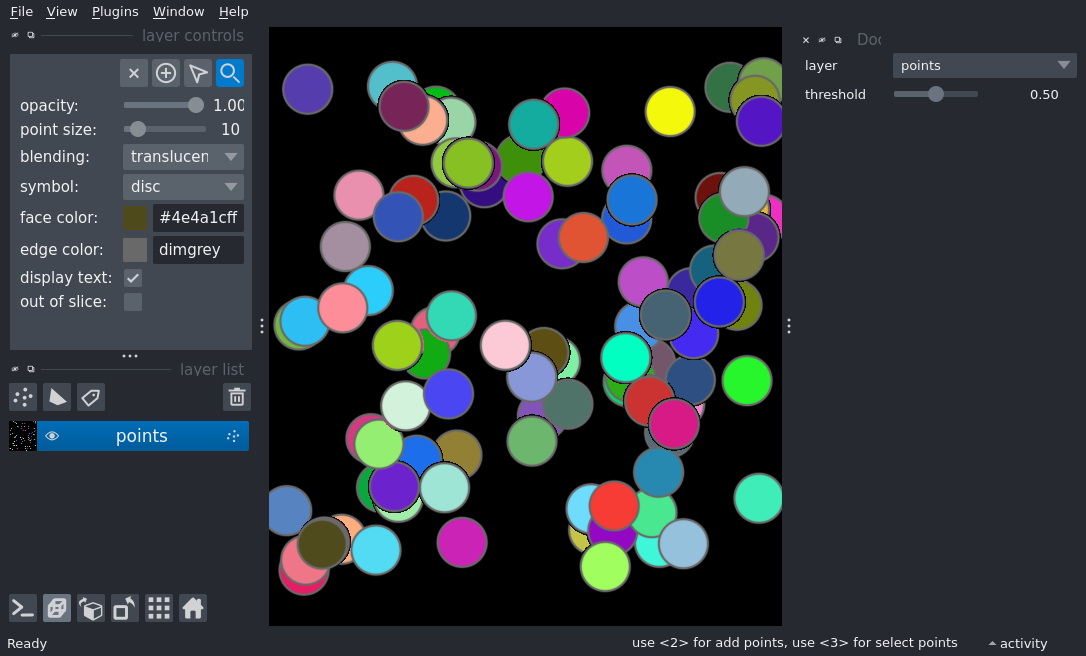 File View Plugins Window Help
layer controls
opacity: 1.00
point size: 10
blending: translucen
symbol: disc
face color: #4e4a1cff
edge color: dimgrey
display text:
out of slice:
layer list
points
Doc
layer points
threshold 0.50
Ready
use <2> for add points, use <3> for select points
activity